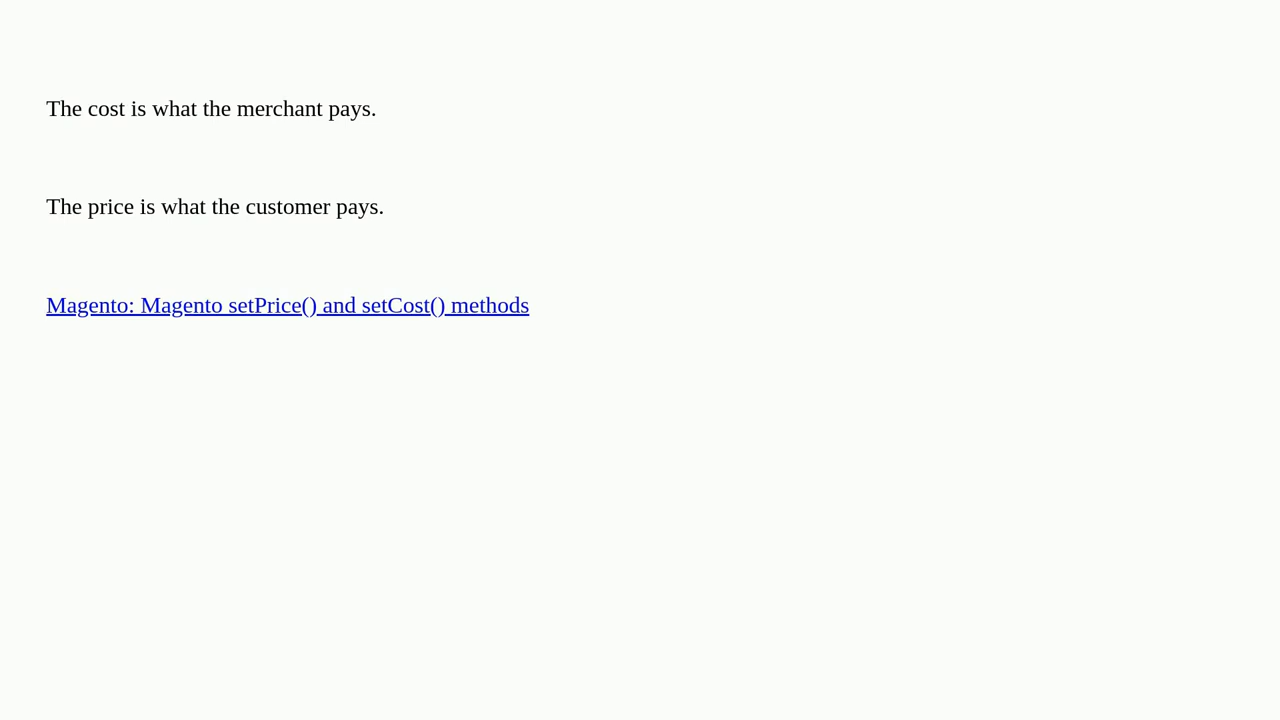 The cost is what the merchant pays.
The price is what the customer pays.
Magento: Magento setPrice() and setCost() methods